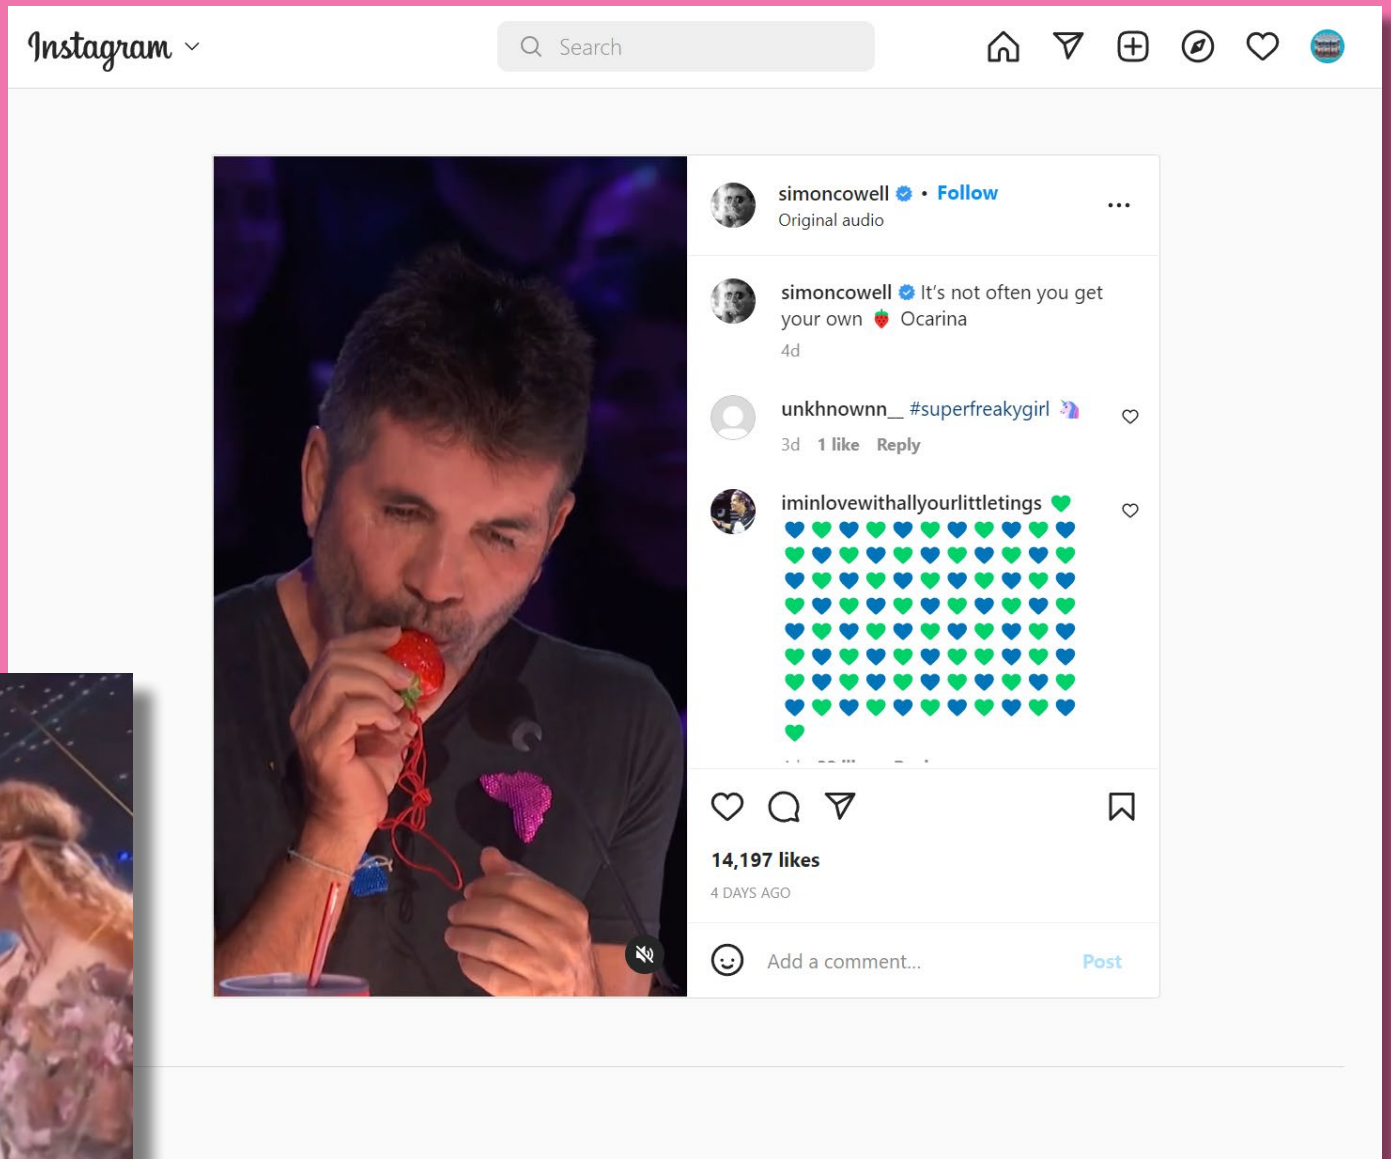 Instagram
Search
simoncowell • Follow
Original audio
simoncowell It's not often you get
your own 🍓 Ocarina
4d
unkhnownn__ #superfreakygirl 🦄
3d 1 like Reply
iminlovewithallyourlittletings 💚
💙💚💙💚💙💚💙💚💙💚💙
💚💙💚💙💚💙💚💙💚💙💚
💙💚💙💚💙💚💙💚💙💚💙
💚💙💚💙💚💙💚💙💚💙💚
💙💚💙💚💙💚💙💚💙💚💙
💚💙💚💙💚💙💚💙💚💙💚
💚💙💚💙💚💙💚💙💚💙💚
💙💚💙💚💙💚💙💚💙💚💙
💚
14,197 likes
4 DAYS AGO
Add a comment...
Post